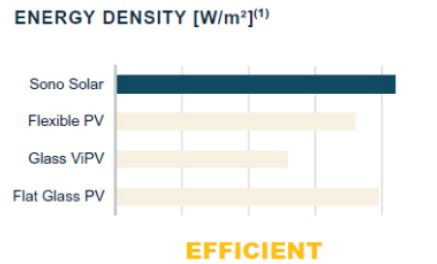 ENERGY DENSITY [W/m²]⁽¹⁾
Sono Solar
Flexible PV
Glass ViPV
Flat Glass PV
EFFICIENT